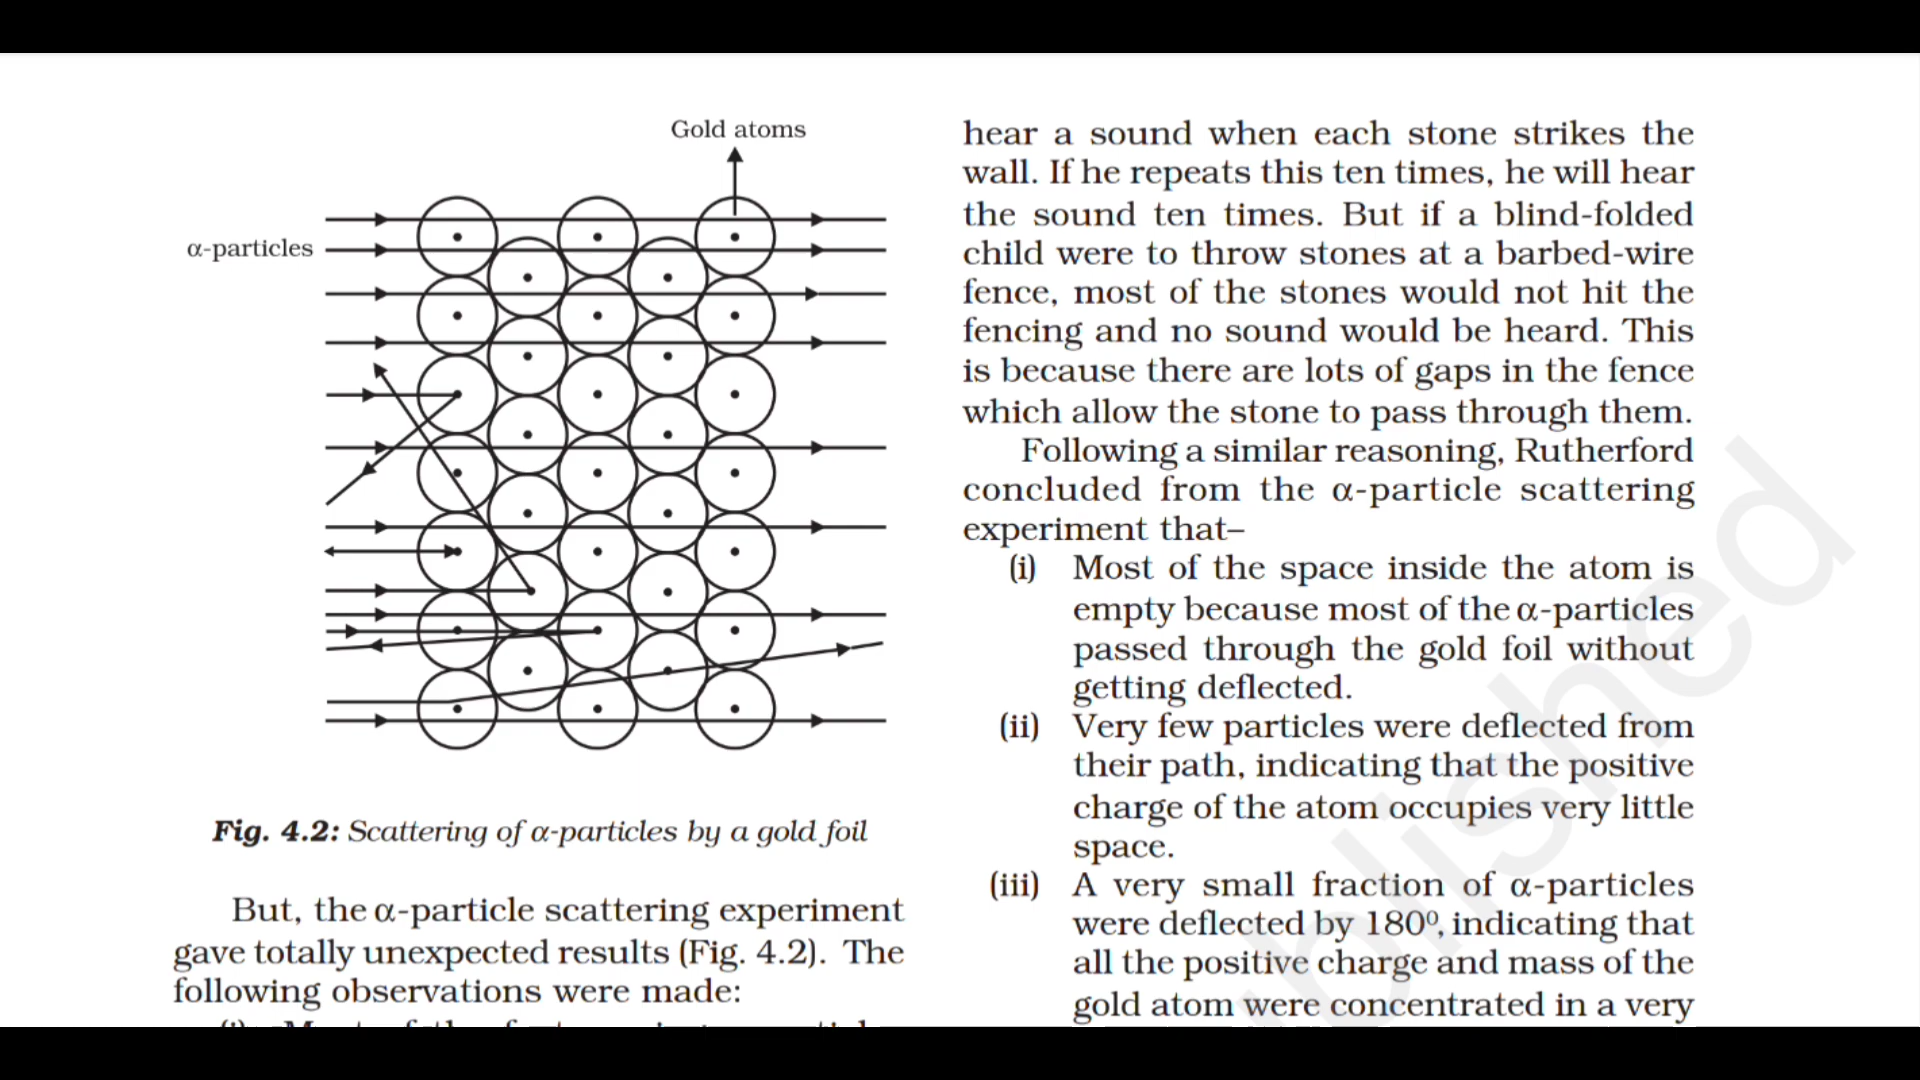 Gold atoms
α-particles
Fig. 4.2: Scattering of α-particles by a gold foil
But, the α-particle scattering experiment
gave totally unexpected results (Fig. 4.2). The
following observations were made:
hear a sound when each stone strikes the
wall. If he repeats this ten times, he will hear
the sound ten times. But if a blind-folded
child were to throw stones at a barbed-wire
fence, most of the stones would not hit the
fencing and no sound would be heard. This
is because there are lots of gaps in the fence
which allow the stone to pass through them.
Following a similar reasoning, Rutherford
concluded from the α-particle scattering
experiment that–
(i) Most of the space inside the atom is
empty because most of the α-particles
passed through the gold foil without
getting deflected.
(ii) Very few particles were deflected from
their path, indicating that the positive
charge of the atom occupies very little
space.
(iii) A very small fraction of α-particles
were deflected by 180⁰, indicating that
all the positive charge and mass of the
gold atom were concentrated in a very